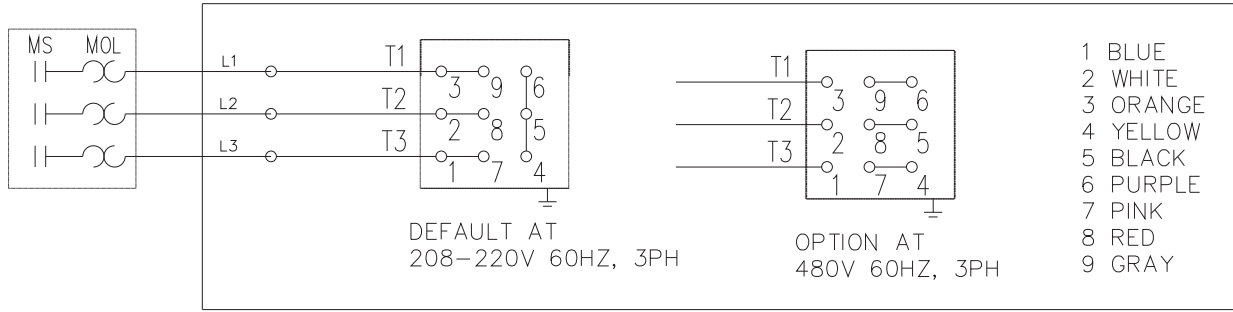 MS MOL
L1
L2
L3
T1
T2
T3
3 9 6
2 8 5
1 7 4
DEFAULT AT
208-220V 60HZ, 3PH
T1
T2
T3
3 9 6
2 8 5
1 7 4
OPTION AT
480V 60HZ, 3PH
1 BLUE
2 WHITE
3 ORANGE
4 YELLOW
5 BLACK
6 PURPLE
7 PINK
8 RED
9 GRAY